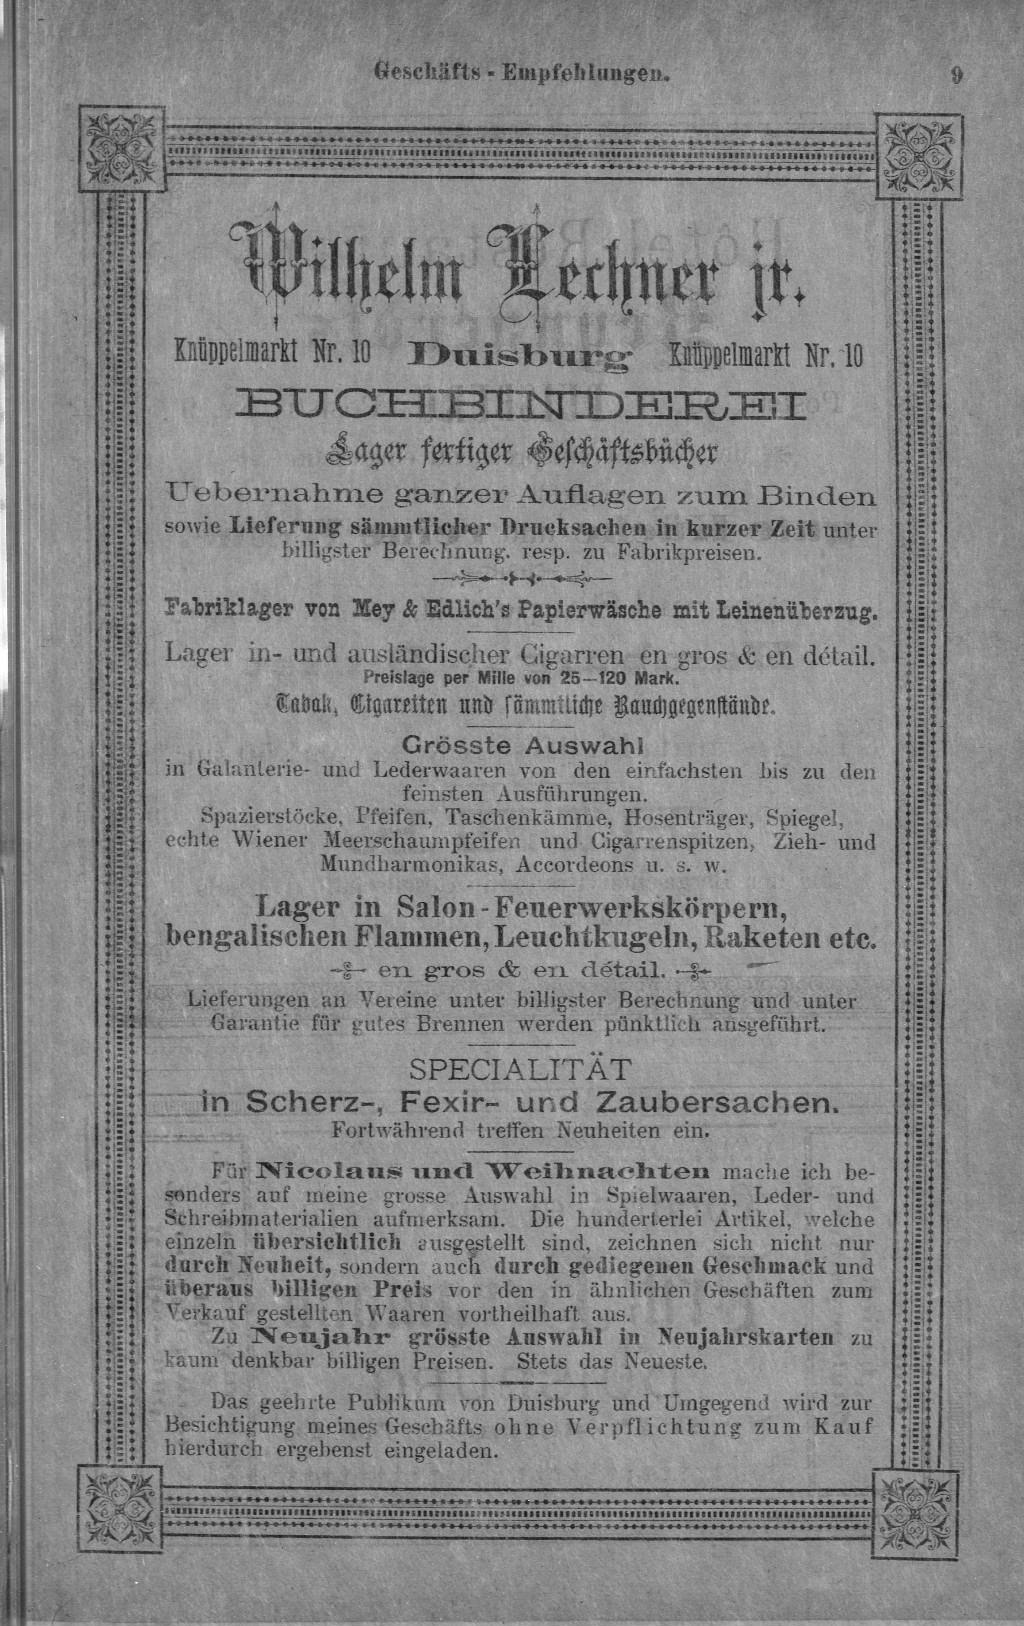 Geschäfts - Empfehlungen. 9
Wilhelm Lechner jr.
Knüppelmarkt Nr. 10 Duisburg Knüppelmarkt Nr. 10
BUCHBINDEREI
Lager fertiger Geschäftsbücher
Uebernahme ganzer Auflagen zum Binden
sowie Lieferung sämmtlicher Drucksachen in kurzer Zeit unter
billigster Berechnung. resp. zu Fabrikpreisen.
Fabriklager von Mey & Edlich's Papierwäsche mit Leinenüberzug.
Lager in- und ausländischer Cigarren en gros & en détail.
Preislage per Mille von 25—120 Mark.
Tabak, Cigaretten und sämmtliche Rauchgegenstände.
Grösste Auswahl
in Galanterie- und Lederwaaren von den einfachsten bis zu den
feinsten Ausführungen.
Spazierstöcke, Pfeifen, Taschenkämme, Hosenträger, Spiegel,
echte Wiener Meerschaumpfeifen und Cigarrenspitzen, Zieh- und
Mundharmonikas, Accordeons u. s. w.
Lager in Salon - Feuerwerkskörpern,
bengalischen Flammen, Leuchtkugeln, Raketen etc.
en gros & en détail.
Lieferungen an Vereine unter billigster Berechnung und unter
Garantie für gutes Brennen werden pünktlich ausgeführt.
SPECIALITÄT
in Scherz-, Fexir- und Zaubersachen.
Fortwährend treffen Neuheiten ein.
Für Nicolaus und Weihnachten mache ich be-
sonders auf meine grosse Auswahl in Spielwaaren, Leder- und
Schreibmaterialien aufmerksam. Die hunderterlei Artikel, welche
einzeln übersichtlich ausgestellt sind, zeichnen sich nicht nur
durch Neuheit, sondern auch durch gediegenen Geschmack und
überaus billigen Preis vor den in ähnlichen Geschäften zum
Verkauf gestellten Waaren vortheilhaft aus.
Zu Neujahr grösste Auswahl in Neujahrskarten zu
kaum denkbar billigen Preisen. Stets das Neueste.
Das geehrte Publikum von Duisburg und Umgegend wird zur
Besichtigung meines Geschäfts ohne Verpflichtung zum Kauf
hierdurch ergebenst eingeladen.